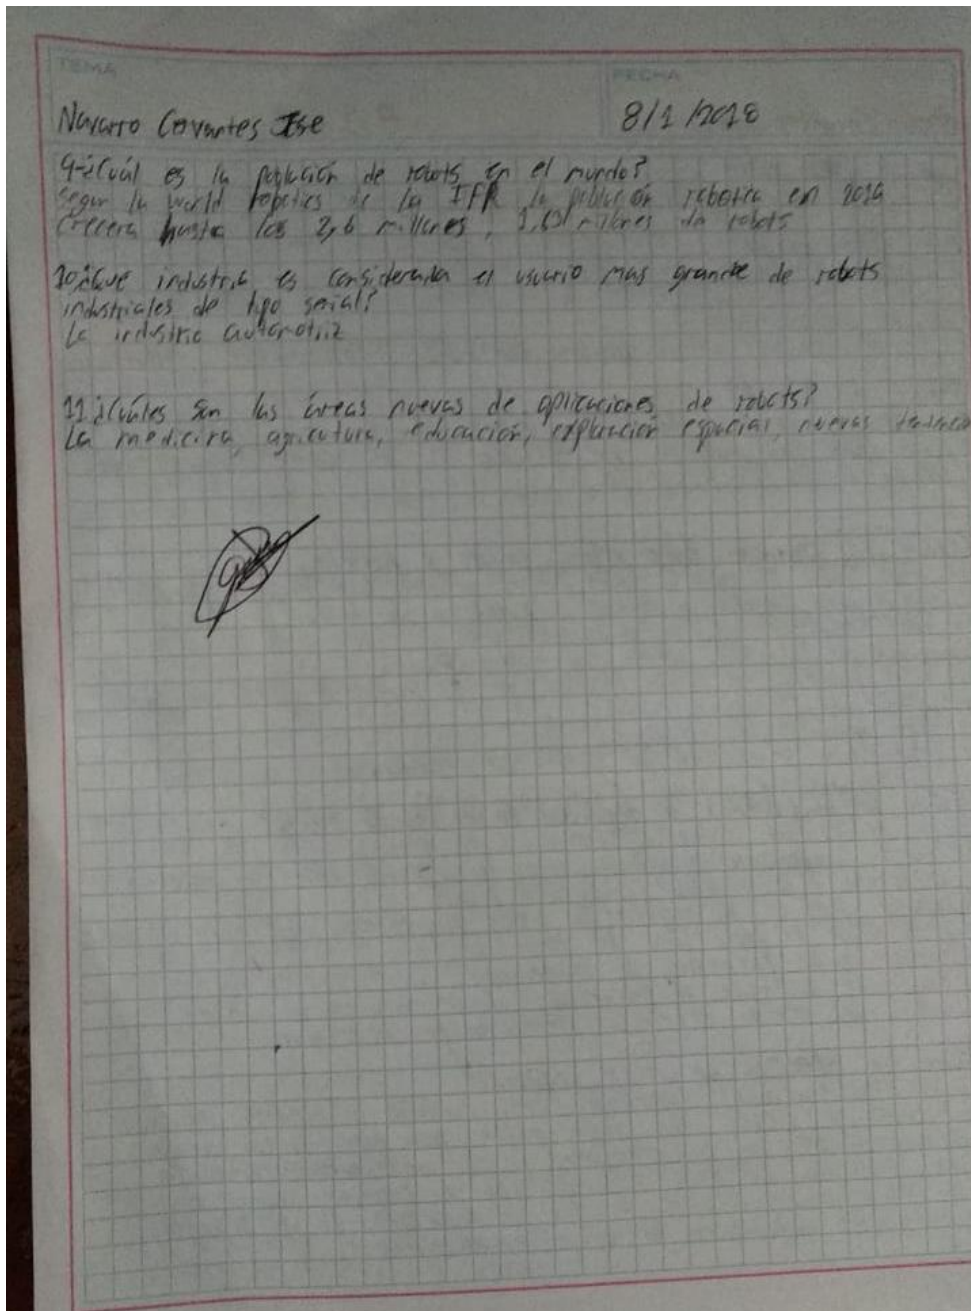 TEMA
FECHA
Navarro Cervantes Jose
8/1/2018
9-¿Cuál es la población de robots en el mundo?
Segun la World Robotics de la IFR la población robotica en 2019
Crecera hasta los 2,6 millones, 1,63 millones de robots
10¿Que industria es considerada el usuario mas grande de robots
industriales de tipo serial?
La industria automotriz
11¿Cuáles son las áreas nuevas de aplicaciones de robots?
La medicina, agricutura, educación, exploración espacial, nuevas